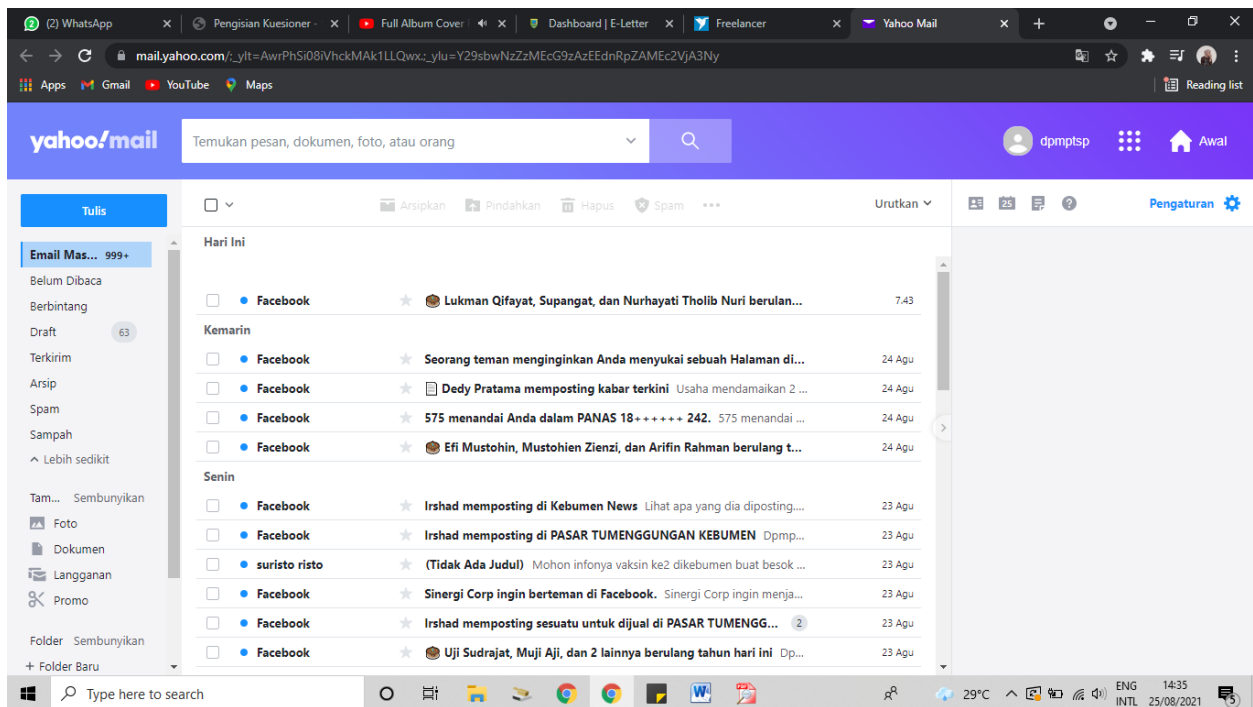 (2) WhatsApp
Pengisian Kuesioner -
Full Album Cover
Dashboard | E-Letter
Freelancer
Yahoo Mail
mail.yahoo.com/;_ylt=AwrPhSi08iVhckMAk1LLQwx.;_ylu=Y29sbwNzZzMEcG9zAzEEdnRpZAMEc2VjA3Ny
Apps Gmail YouTube Maps Reading list
yahoo!mail
Temukan pesan, dokumen, foto, atau orang
dpmptsp
Awal
Tulis
Arsipkan Pindahkan Hapus Spam
Urutkan
25
Pengaturan
Email Mas... 999+
Belum Dibaca
Berbintang
Draft 63
Terkirim
Arsip
Spam
Sampah
Lebih sedikit
Tam... Sembunyikan
Foto
Dokumen
Langganan
Promo
Folder Sembunyikan
+ Folder Baru
Hari Ini
Facebook Lukman Qifayat, Supangat, dan Nurhayati Tholib Nuri berulan... 7.43
Kemarin
Facebook Seorang teman menginginkan Anda menyukai sebuah Halaman di... 24 Agu
Facebook Dedy Pratama memposting kabar terkini Usaha mendamaikan 2 ... 24 Agu
Facebook 575 menandai Anda dalam PANAS 18++++++ 242. 575 menandai ... 24 Agu
Facebook Efi Mustohin, Mustohien Zienzi, dan Arifin Rahman berulang t... 24 Agu
Senin
Facebook Irshad memposting di Kebumen News Lihat apa yang dia diposting.... 23 Agu
Facebook Irshad memposting di PASAR TUMENGGUNGAN KEBUMEN Dpmp... 23 Agu
suristo risto (Tidak Ada Judul) Mohon infonya vaksin ke2 dikebumen buat besok ... 23 Agu
Facebook Sinergi Corp ingin berteman di Facebook. Sinergi Corp ingin menja... 23 Agu
Facebook Irshad memposting sesuatu untuk dijual di PASAR TUMENGG... 2 23 Agu
Facebook Uji Sudrajat, Muji Aji, dan 2 lainnya berulang tahun hari ini Dp... 23 Agu
Type here to search
29°C
ENG
INTL
14:35
25/08/2021
5